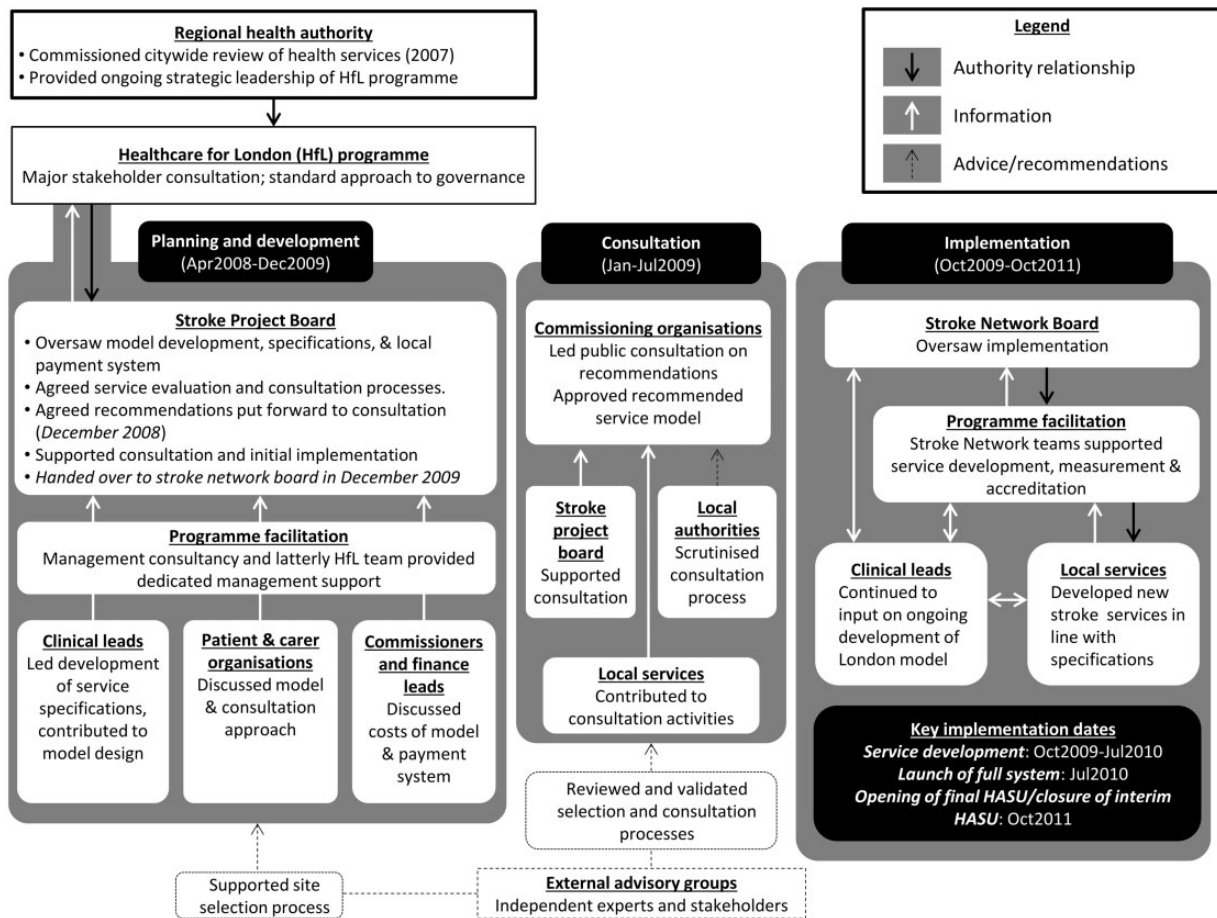 Regional health authority
• Commissioned citywide review of health services (2007)
• Provided ongoing strategic leadership of HfL programme
Healthcare for London (HfL) programme
Major stakeholder consultation; standard approach to governance
Legend
Authority relationship
Information
Advice/recommendations
Planning and development
(Apr2008-Dec2009)
Stroke Project Board
• Oversaw model development, specifications, & local
payment system
• Agreed service evaluation and consultation processes.
• Agreed recommendations put forward to consultation
(December 2008)
• Supported consultation and initial implementation
• Handed over to stroke network board in December 2009
Programme facilitation
Management consultancy and latterly HfL team provided
dedicated management support
Clinical leads
Led development
of service
specifications,
contributed to
model design
Patient & carer
organisations
Discussed model
& consultation
approach
Commissioners
and finance
leads
Discussed
costs of model
& payment
system
Supported site
selection process
Consultation
(Jan-Jul2009)
Commissioning organisations
Led public consultation on
recommendations
Approved recommended
service model
Stroke
project
board
Supported
consultation
Local
authorities
Scrutinised
consultation
process
Local services
Contributed to
consultation activities
Reviewed and validated
selection and consultation
processes
External advisory groups
Independent experts and stakeholders
Implementation
(Oct2009-Oct2011)
Stroke Network Board
Oversaw implementation
Programme facilitation
Stroke Network teams supported
service development, measurement &
accreditation
Clinical leads
Continued to
input on ongoing
development of
London model
Local services
Developed new
stroke services in
line with
specifications
Key implementation dates
Service development: Oct2009-Jul2010
Launch of full system: Jul2010
Opening of final HASU/closure of interim
HASU: Oct2011